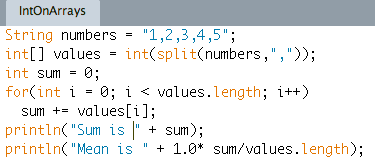 IntOnArrays
String numbers = "1,2,3,4,5";
int[] values = int(split(numbers,","));
int sum = 0;
for(int i = 0; i < values.length; i++)
  sum += values[i];
println("Sum is " + sum);
println("Mean is " + 1.0* sum/values.length);